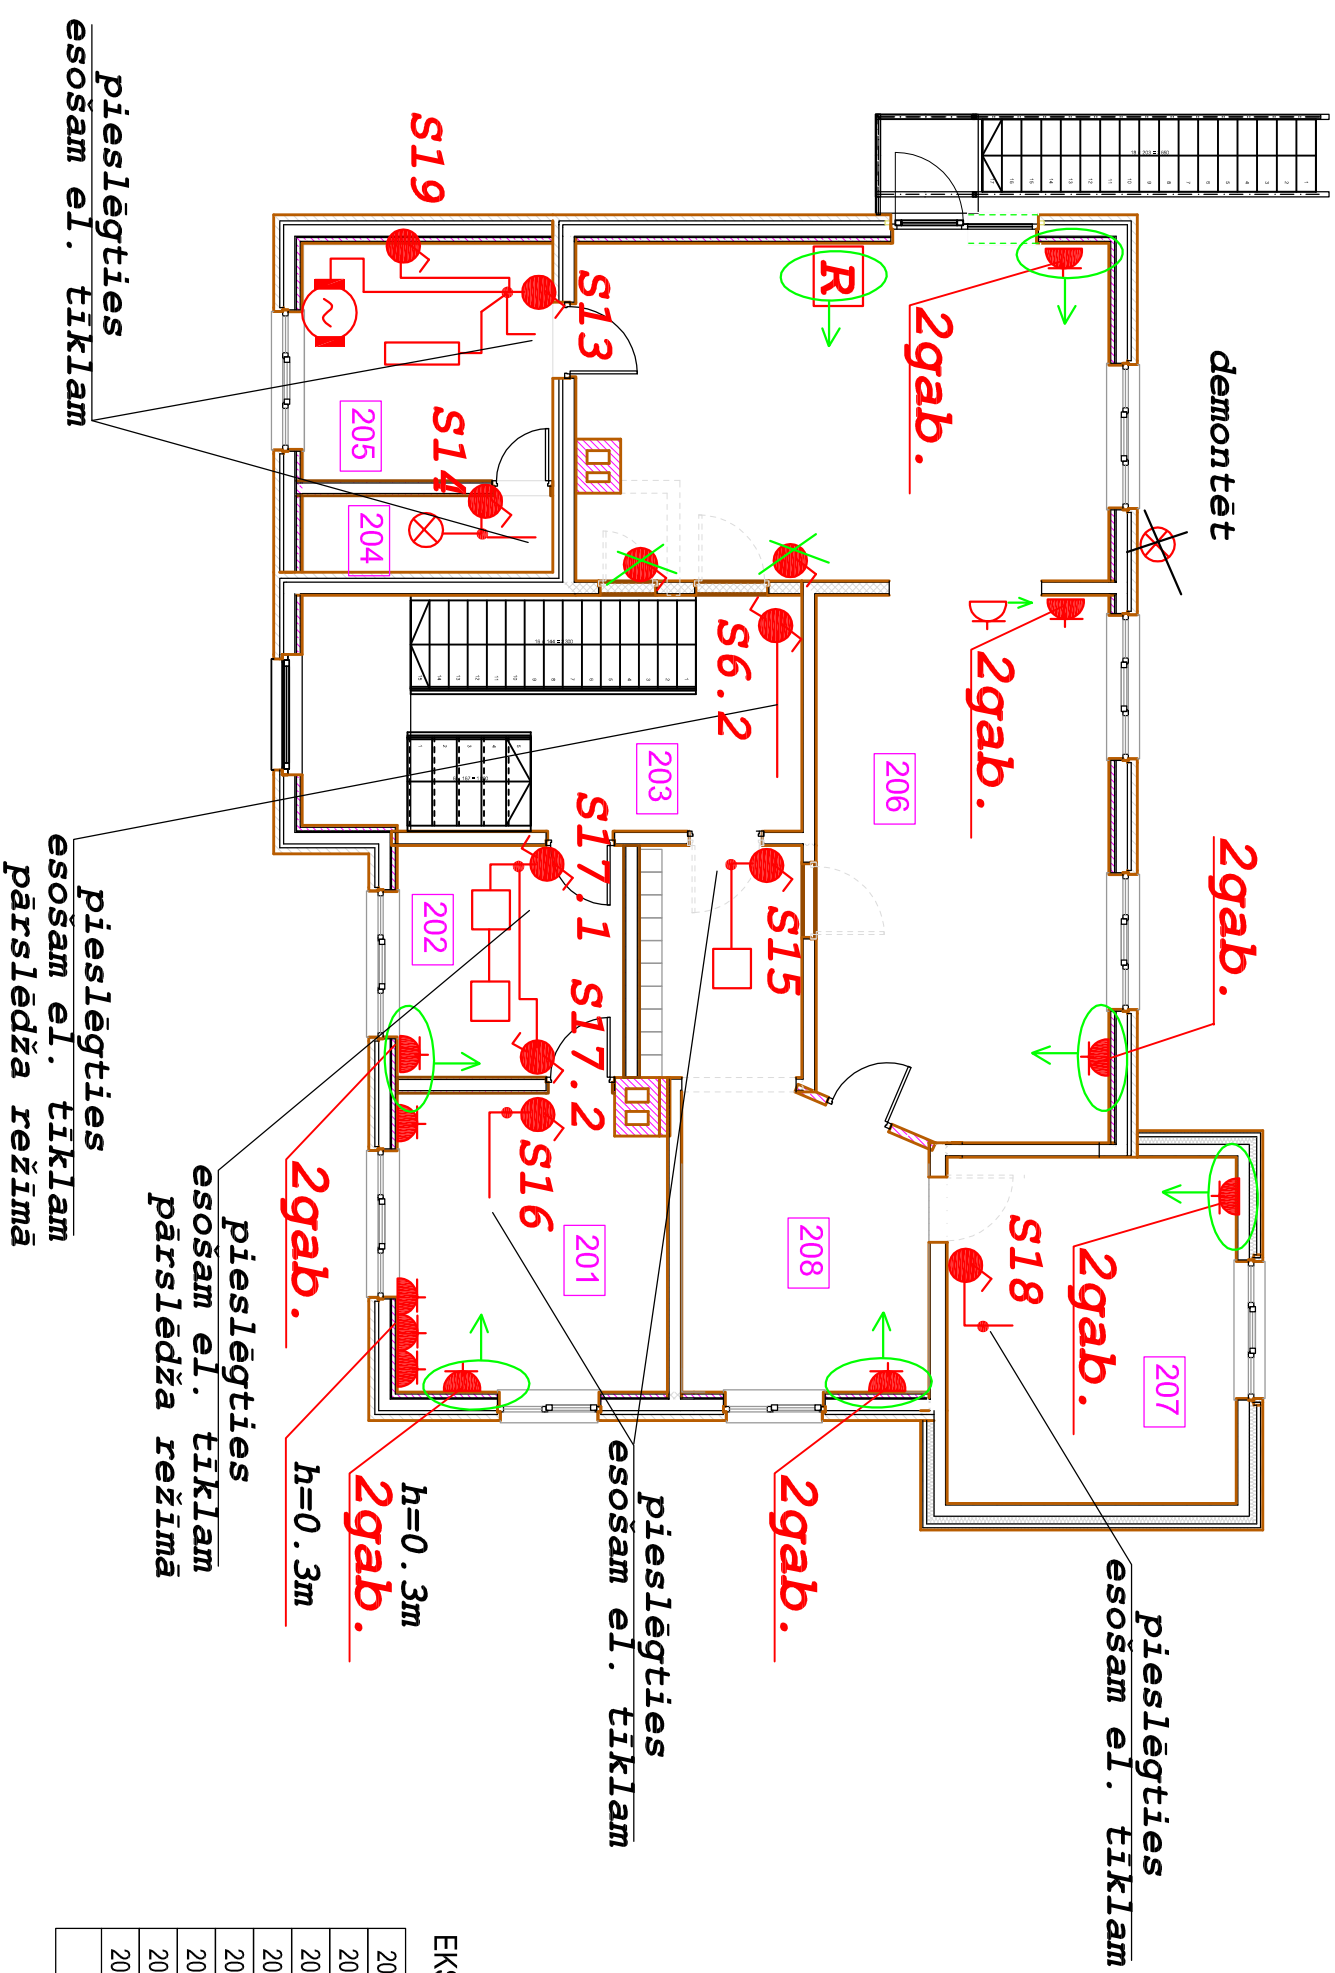 demontēt
2gab.
2gab.
2gab.
2gab.
2gab.
2gab.
2gab.
R
S13
S19
S14
S6.2
S15
S17.1
S17.2
S16
S18
201
202
203
204
205
206
207
208
h=0.3m
h=0.3m
pieslēgties
esošam el. tīklam
pieslēgties
esošam el. tīklam
pārslēdža režīmā
pieslēgties
esošam el. tīklam
pārslēdža režīmā
pieslēgties
esošam el. tīklam
pieslēgties
esošam el. tīklam